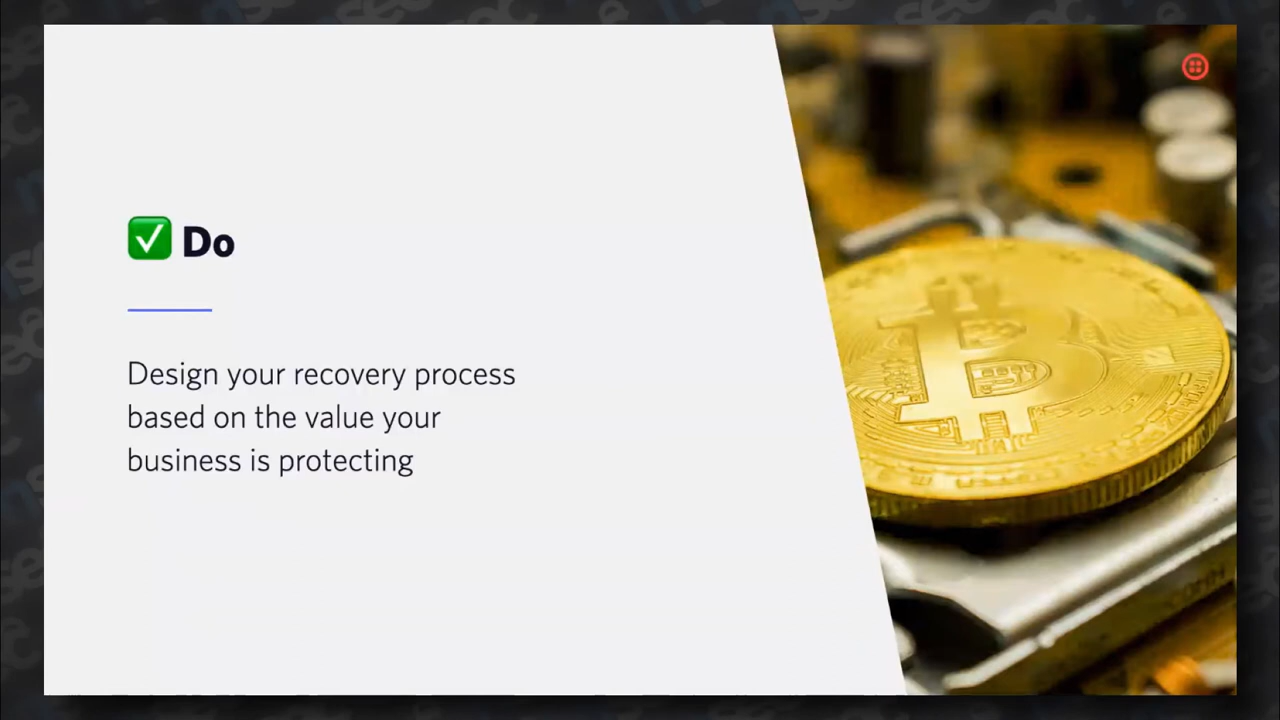 ✅ Do
Design your recovery process
based on the value your
business is protecting